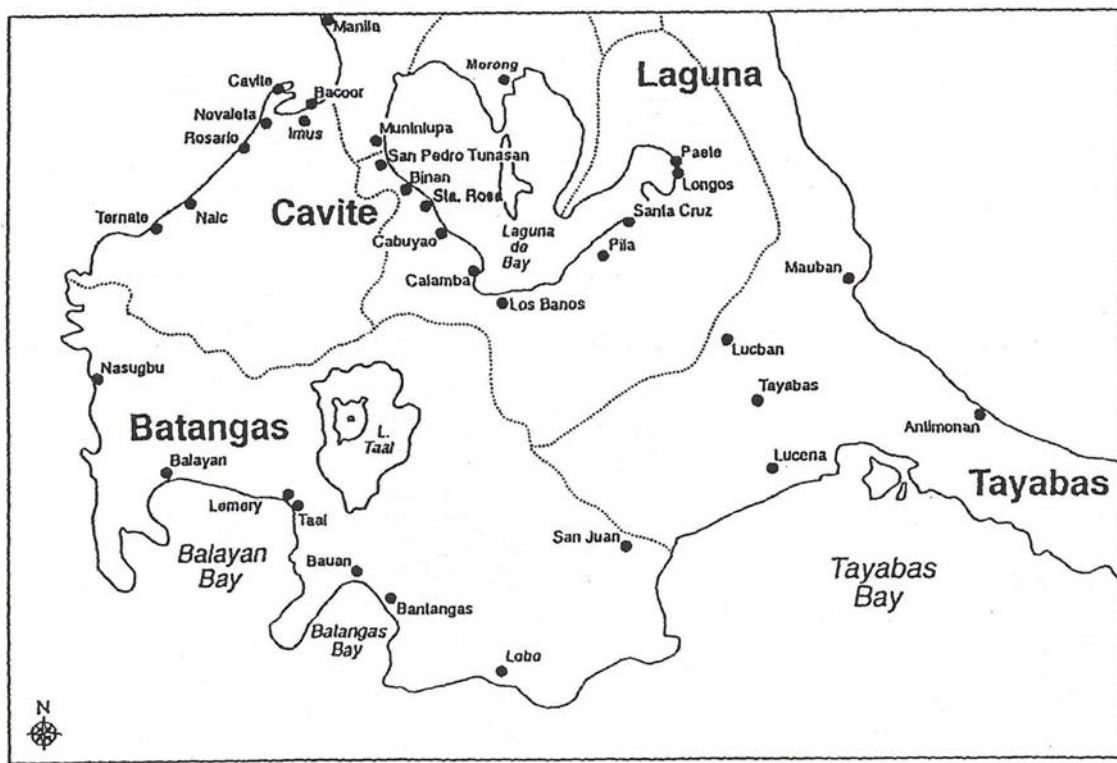 Manila
Morong
Laguna
Cavite
Bacoor
Novaleta
Imus
Rosario
Muninlupa
San Pedro Tunasan
Paete
Binan
Longos
Sta. Rosa
Cavite
Naic
Ternate
Santa Cruz
Laguna
de
Bay
Cabuyao
Pila
Calamba
Mauban
Los Banos
Lucban
Nasugbu
Tayabas
Batangas
L.
Taal
Antimonan
Balayan
Lucena
Tayabas
Lemery
Taal
San Juan
Balayan
Bay
Bauan
Tayabas
Bay
Bantangas
Batangas
Bay
Lobo
N